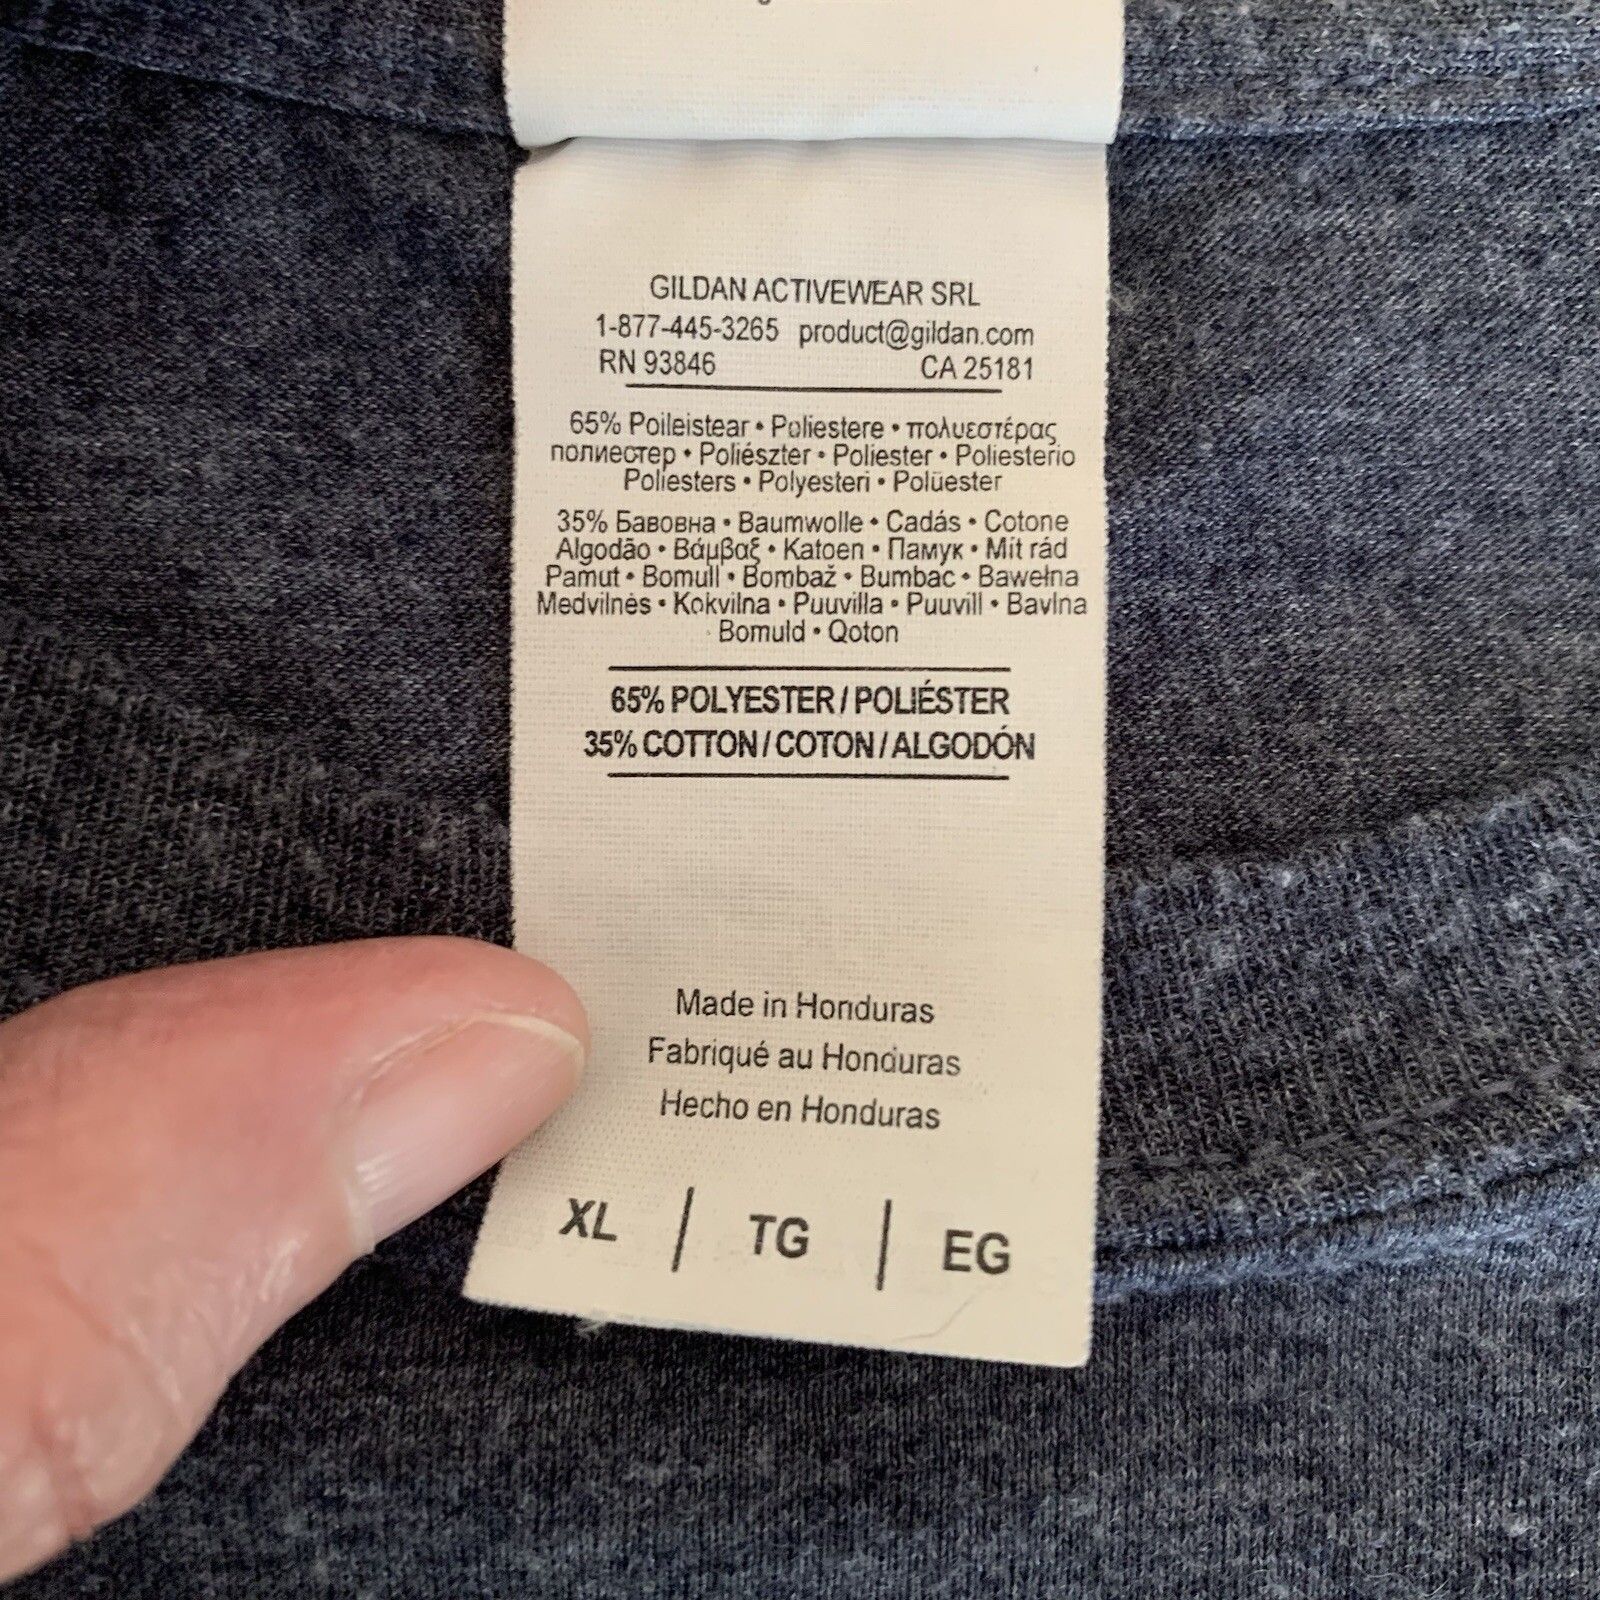 GILDAN ACTIVEWEAR SRL
1-877-445-3265 product@gildan.com
RN 93846 CA 25181
65% Poileistear • Poliestere • πολυεστέρας
полиестер • Poliészter • Poliester • Poliesterio
Poliesters • Polyesteri • Polüester
35% Бавовна • Baumwolle • Cadás • Cotone
Algodão • Βάμβαξ • Katoen • Памук • Mit rád
Pamut • Bomull • Bombaž • Bumbac • Bawełna
Medvilnės • Kokvilna • Puuvilla • Puuvill • Bavlna
Bomuld • Qoton
65% POLYESTER / POLIÉSTER
35% COTTON / COTON / ALGODÓN
Made in Honduras
Fabriqué au Honduras
Hecho en Honduras
XL | TG | EG